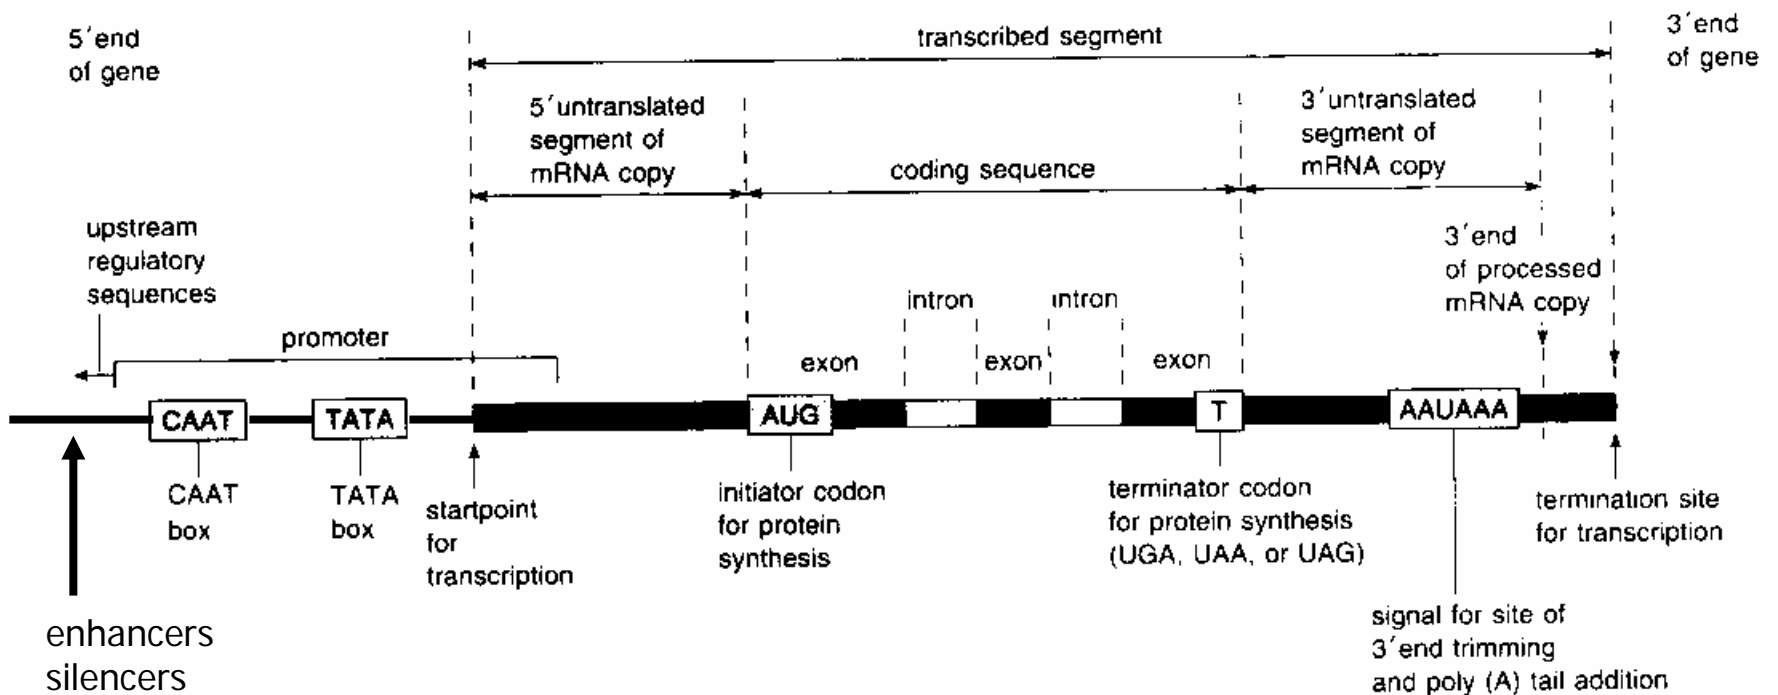 5′end
of gene
transcribed segment
3′end
of gene
5′untranslated
segment of
mRNA copy
coding sequence
3′untranslated
segment of
mRNA copy
upstream
regulatory
sequences
3′end
of processed
mRNA copy
promoter
intron
intron
exon
exon
exon
CAAT
TATA
AUG
T
AAUAAA
CAAT
box
TATA
box
startpoint
for
transcription
initiator codon
for protein
synthesis
terminator codon
for protein synthesis
(UGA, UAA, or UAG)
termination site
for transcription
signal for site of
3′end trimming
and poly (A) tail addition
enhancers
silencers